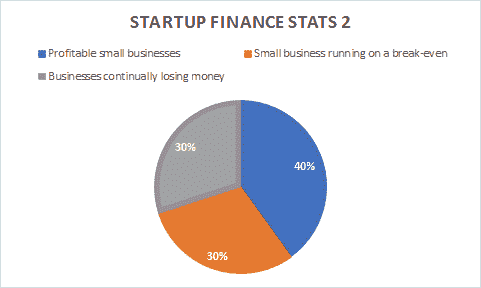 STARTUP FINANCE STATS 2
Profitable small businesses
Small business running on a break-even
Businesses continually losing money
30%
40%
30%